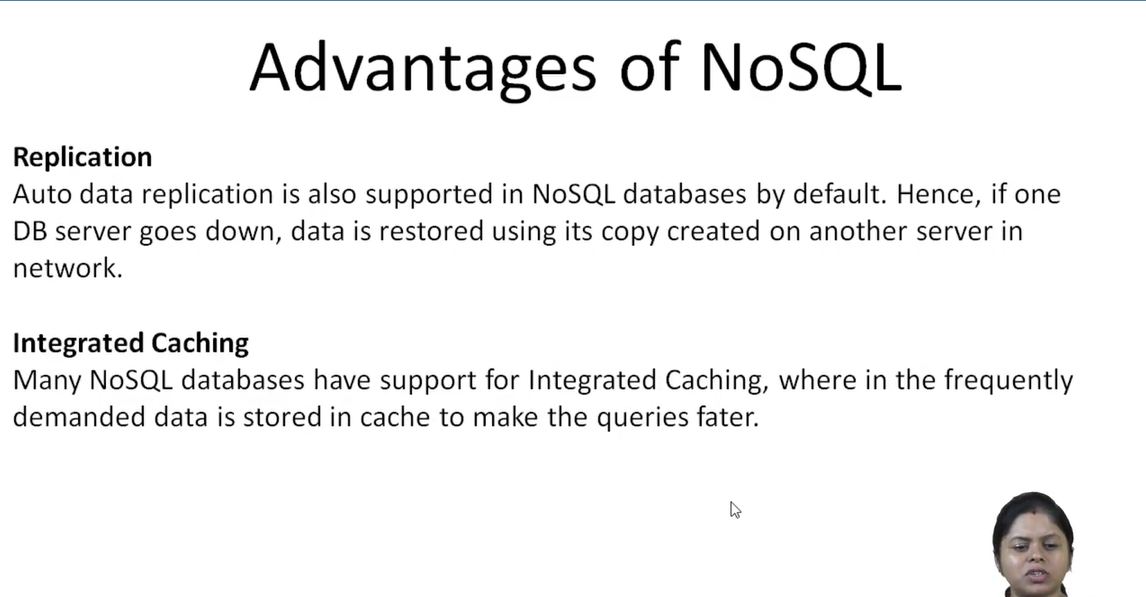 Advantages of NoSQL
Replication
Auto data replication is also supported in NoSQL databases by default. Hence, if one
DB server goes down, data is restored using its copy created on another server in
network.
Integrated Caching
Many NoSQL databases have support for Integrated Caching, where in the frequently
demanded data is stored in cache to make the queries fater.